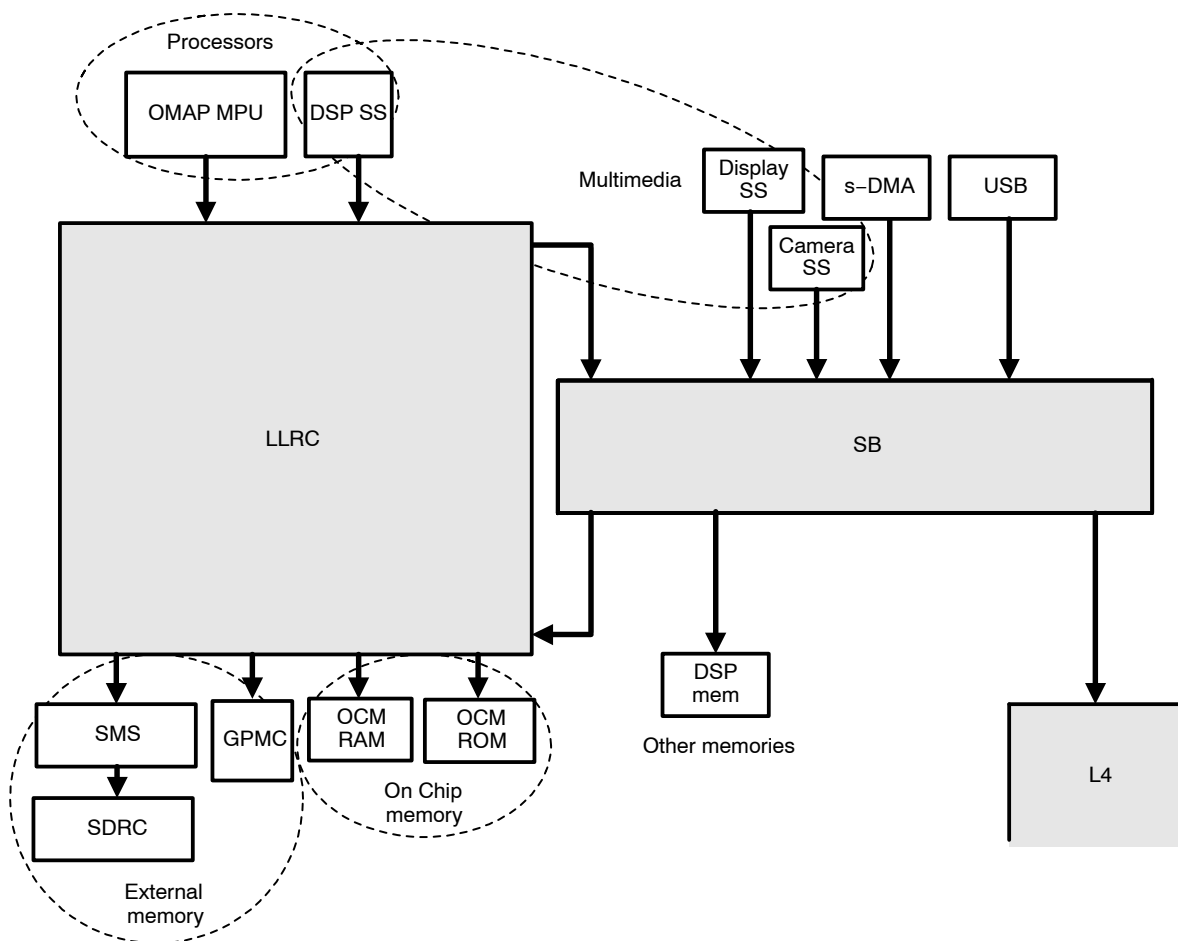 Processors
OMAP MPU
DSP SS
Multimedia
Display
SS
s−DMA
USB
Camera
SS
LLRC
SB
DSP
mem
Other memories
SMS
GPMC
OCM
RAM
OCM
ROM
L4
On Chip
memory
SDRC
External
memory